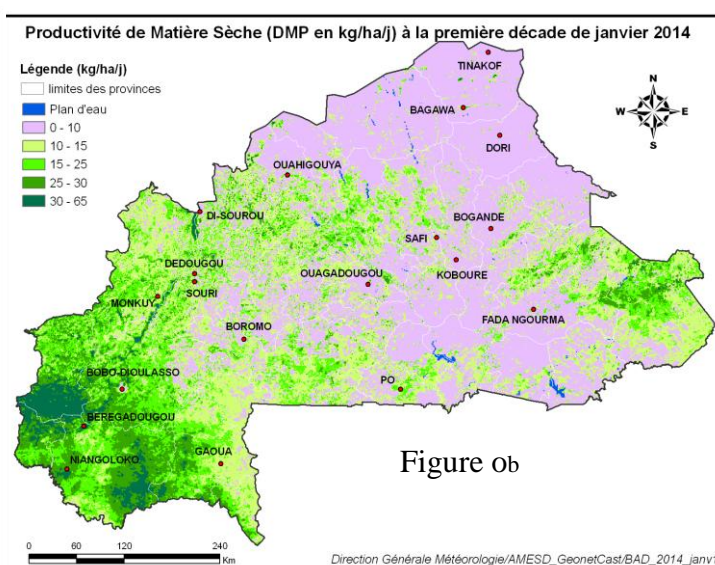 Productivité de Matière Sèche (DMP en kg/ha/j) à la première décade de janvier 2014
Légende (kg/ha/j)
limites des provinces
Plan d'eau
0 - 10
10 - 15
15 - 25
25 - 30
30 - 65
N
W
E
S
TINAKOF
BAGAWA
DORI
OUAHIGOUYA
DI-SOUROU
BOGANDE
SAFI
DEDOUGOU
KOBOURE
OUAGADOUGOU
SOURI
MONKUY
FADA NGOURMA
BOROMO
BOBO-DIOULASSO
PO
BEREGADOUGOU
GAOUA
NIANGOLOKO
Figure 0b
0 60 120 240
Km
Direction Générale Météorologie/AMESD_GeonetCast/BAD_2014_janv1